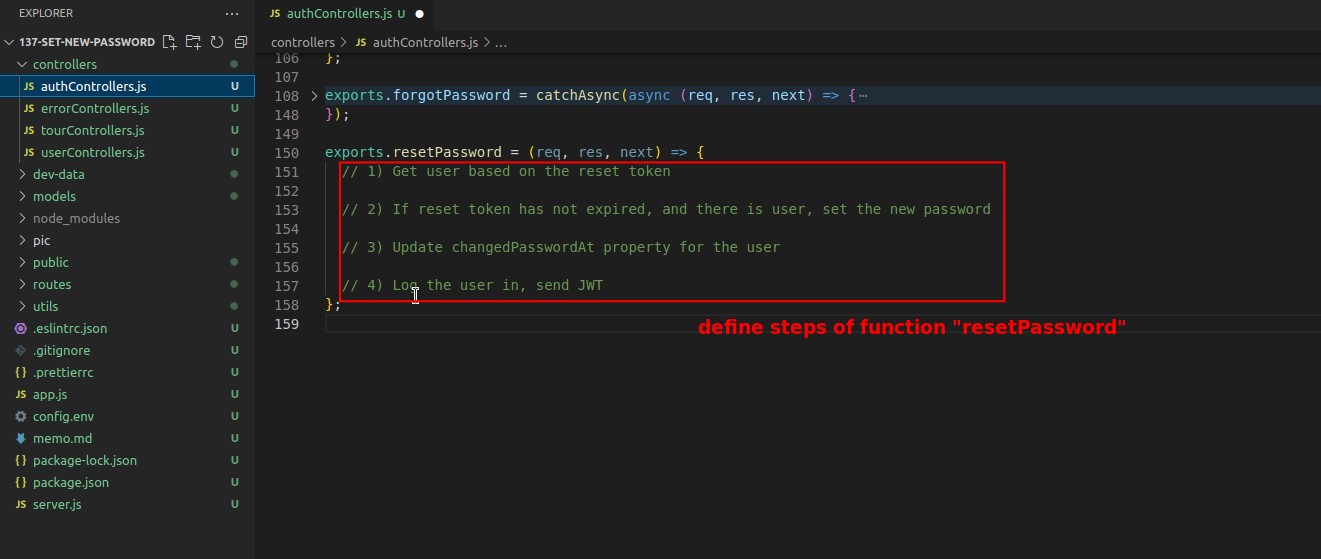 EXPLORER
···
137-SET-NEW-PASSWORD
controllers
JS authControllers.js U
JS errorControllers.js U
JS tourControllers.js U
JS userControllers.js U
dev-data
models
node_modules
pic
public
routes
utils
.eslintrc.json U
.gitignore U
{} .prettierrc U
JS app.js U
config.env U
memo.md U
{} package-lock.json U
{} package.json U
JS server.js U
JS authControllers.js U ●
controllers > JS authControllers.js > ...
106 };
107
108 > exports.forgotPassword = catchAsync(async (req, res, next) => {···
148 });
149
150 exports.resetPassword = (req, res, next) => {
151 // 1) Get user based on the reset token
152
153 // 2) If reset token has not expired, and there is user, set the new password
154
155 // 3) Update changedPasswordAt property for the user
156
157 // 4) Log the user in, send JWT
158 };
159
define steps of function "resetPassword"